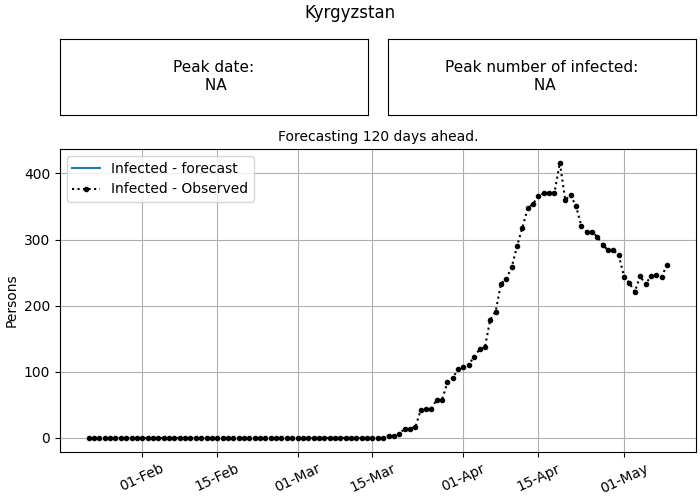 Kyrgyzstan
Peak date:
NA
Peak number of infected:
NA
Forecasting 120 days ahead.
Infected - forecast
Infected - Observed
Persons
400
300
200
100
0
01-Feb
15-Feb
01-Mar
15-Mar
01-Apr
15-Apr
01-May